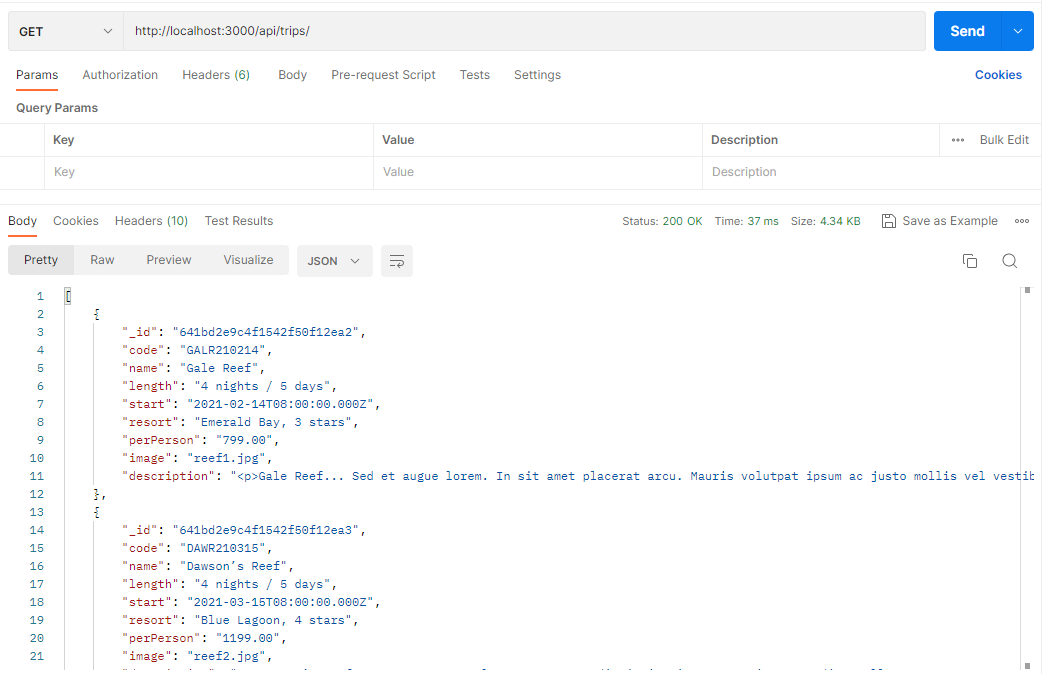 GET http://localhost:3000/api/trips/ Send
Params Authorization Headers (6) Body Pre-request Script Tests Settings Cookies
Query Params
Key Value Description ••• Bulk Edit
Key Value Description
Body Cookies Headers (10) Test Results Status: 200 OK Time: 37 ms Size: 4.34 KB Save as Example •••
Pretty Raw Preview Visualize JSON
1 [
2 {
3 "_id": "641bd2e9c4f1542f50f12ea2",
4 "code": "GALR210214",
5 "name": "Gale Reef",
6 "length": "4 nights / 5 days",
7 "start": "2021-02-14T08:00:00.000Z",
8 "resort": "Emerald Bay, 3 stars",
9 "perPerson": "799.00",
10 "image": "reef1.jpg",
11 "description": "<p>Gale Reef... Sed et augue lorem. In sit amet placerat arcu. Mauris volutpat ipsum ac justo mollis vel vestib
12 },
13 {
14 "_id": "641bd2e9c4f1542f50f12ea3",
15 "code": "DAWR210315",
16 "name": "Dawson’s Reef",
17 "length": "4 nights / 5 days",
18 "start": "2021-03-15T08:00:00.000Z",
19 "resort": "Blue Lagoon, 4 stars",
20 "perPerson": "1199.00",
21 "image": "reef2.jpg",